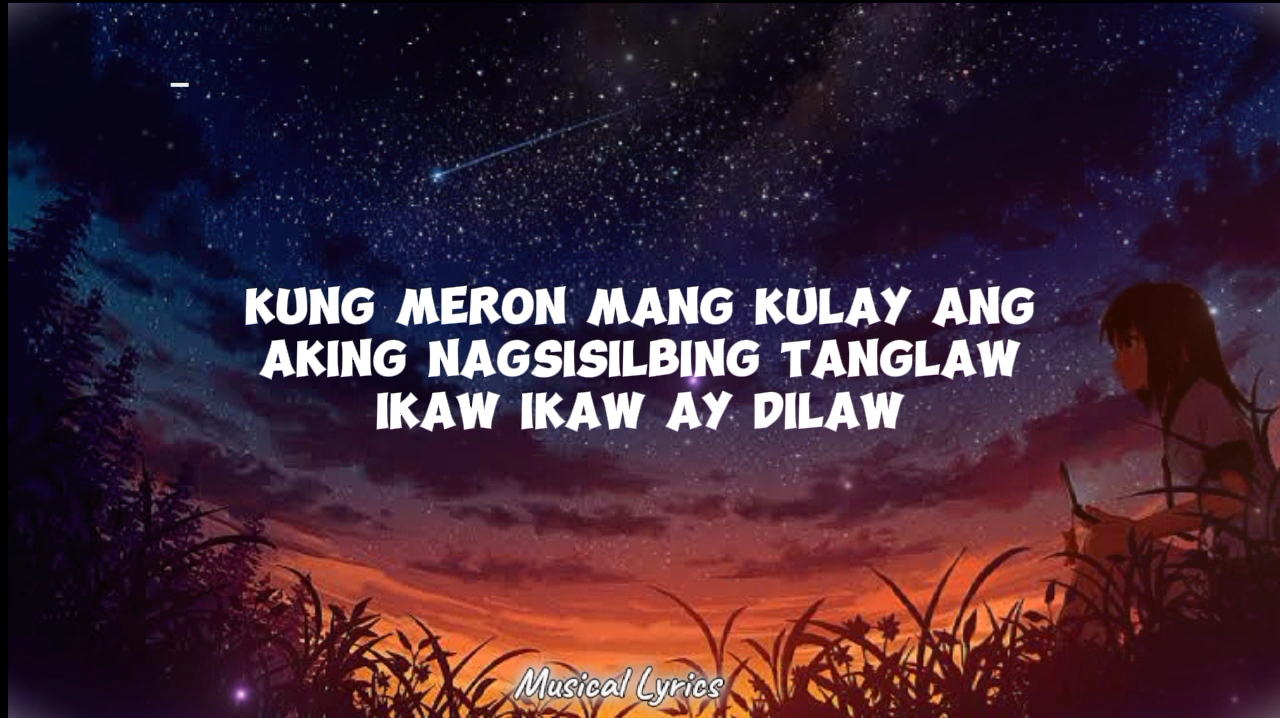 KUNG MERON MANG KULAY ANG
AKING NAGSISILBING TANGLAW
IKAW IKAW AY DILAW
Musical Lyrics